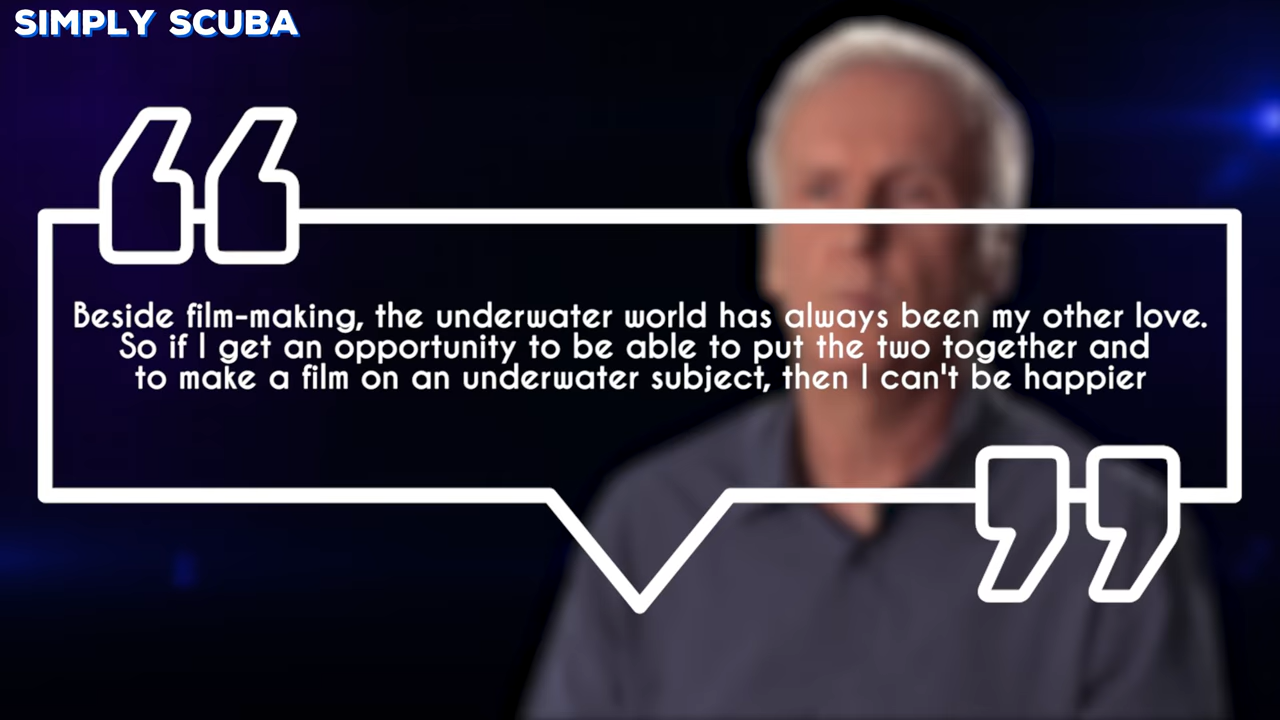 SIMPLY SCUBA
Beside film-making, the underwater world has always been my other love.
So if I get an opportunity to be able to put the two together and
to make a film on an underwater subject, then I can't be happier